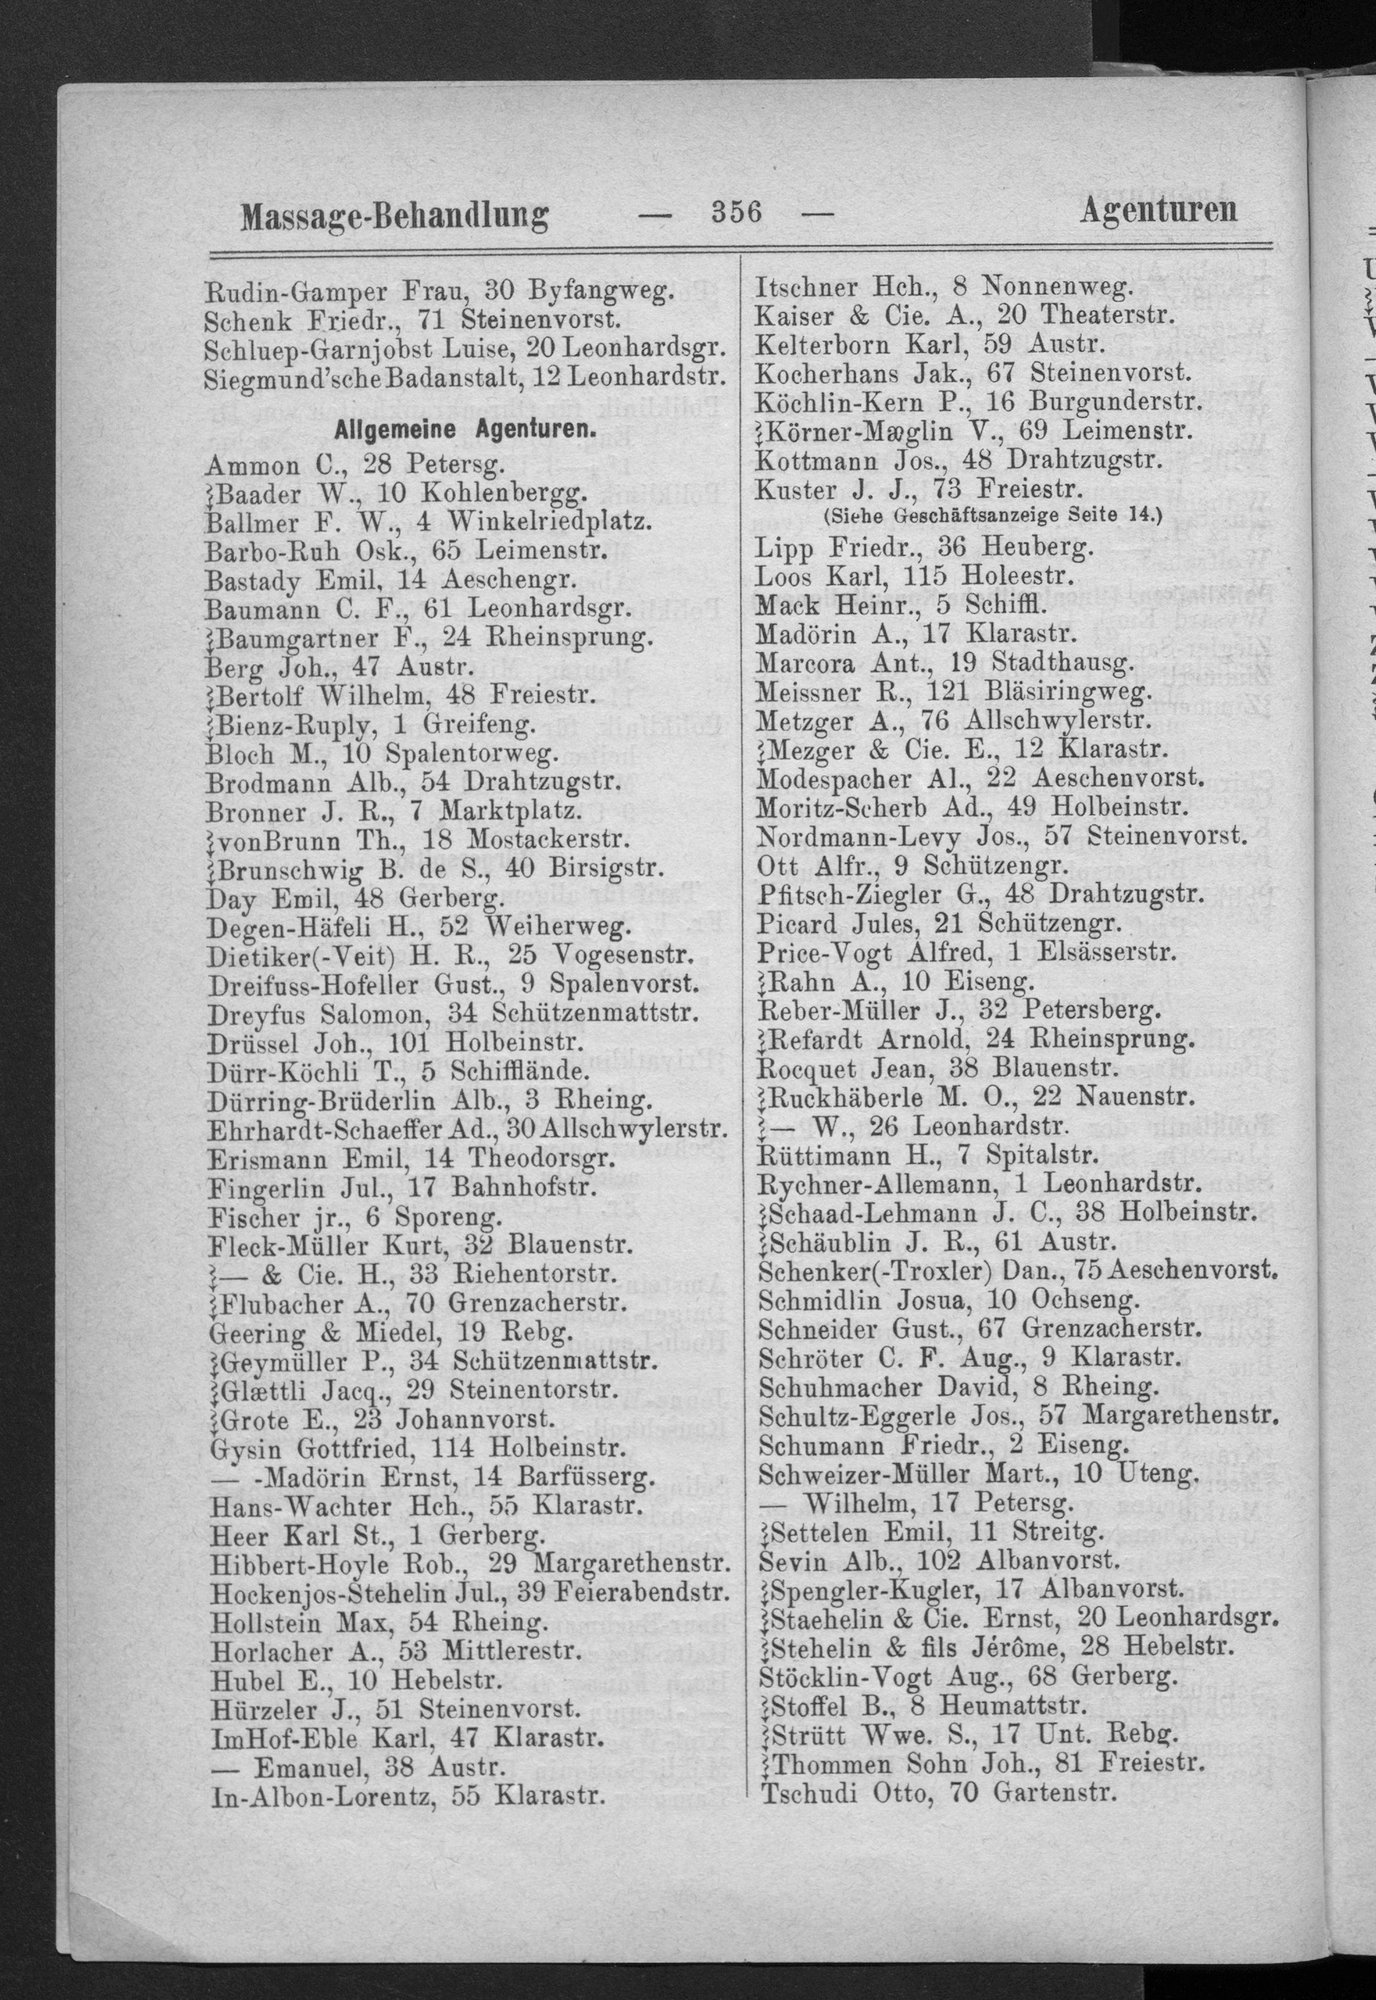 Massage-Behandlung — 356 — Agenturen
Rudin-Gamper Frau, 30 Byfangweg.
Schenk Friedr., 71 Steinenvorst.
Schluep-Garnjobst Luise, 20 Leonhardsgr.
Siegmund'sche Badanstalt, 12 Leonhardstr.
Allgemeine Agenturen.
Ammon C., 28 Petersg.
⸾Baader W., 10 Kohlenbergg.
Ballmer F. W., 4 Winkelriedplatz.
Barbo-Ruh Osk., 65 Leimenstr.
Bastady Emil, 14 Aeschengr.
Baumann C. F., 61 Leonhardsgr.
⸾Baumgartner F., 24 Rheinsprung.
Berg Joh., 47 Austr.
⸾Bertolf Wilhelm, 48 Freiestr.
⸾Bienz-Ruply, 1 Greifeng.
Bloch M., 10 Spalentorweg.
Brodmann Alb., 54 Drahtzugstr.
Bronner J. R., 7 Marktplatz.
⸾vonBrunn Th., 18 Mostackerstr.
⸾Brunschwig B. de S., 40 Birsigstr.
Day Emil, 48 Gerberg.
Degen-Häfeli H., 52 Weiherweg.
Dietiker(-Veit) H. R., 25 Vogesenstr.
Dreifuss-Hofeller Gust., 9 Spalenvorst.
Dreyfus Salomon, 34 Schützenmattstr.
Drüssel Joh., 101 Holbeinstr.
Dürr-Köchli T., 5 Schifflände.
Dürring-Brüderlin Alb., 3 Rheing.
Ehrhardt-Schaeffer Ad., 30 Allschwylerstr.
Erismann Emil, 14 Theodorsgr.
Fingerlin Jul., 17 Bahnhofstr.
Fischer jr., 6 Sporeng.
Fleck-Müller Kurt, 32 Blauenstr.
⸾— & Cie. H., 33 Riehentorstr.
⸾Flubacher A., 70 Grenzacherstr.
Geering & Miedel, 19 Rebg.
⸾Geymüller P., 34 Schützenmattstr.
⸾Glættli Jacq., 29 Steinentorstr.
⸾Grote E., 23 Johannvorst.
Gysin Gottfried, 114 Holbeinstr.
— -Madörin Ernst, 14 Barfüsserg.
Hans-Wachter Hch., 55 Klarastr.
Heer Karl St., 1 Gerberg.
Hibbert-Hoyle Rob., 29 Margarethenstr.
Hockenjos-Stehelin Jul., 39 Feierabendstr.
Hollstein Max, 54 Rheing.
Horlacher A., 53 Mittlerestr.
Hubel E., 10 Hebelstr.
Hürzeler J., 51 Steinenvorst.
ImHof-Eble Karl, 47 Klarastr.
— Emanuel, 38 Austr.
In-Albon-Lorentz, 55 Klarastr.
Itschner Hch., 8 Nonnenweg.
Kaiser & Cie. A., 20 Theaterstr.
Kelterborn Karl, 59 Austr.
Kocherhans Jak., 67 Steinenvorst.
Köchlin-Kern P., 16 Burgunderstr.
⸾Körner-Mæglin V., 69 Leimenstr.
Kottmann Jos., 48 Drahtzugstr.
Kuster J. J., 73 Freiestr.
(Siehe Geschäftsanzeige Seite 14.)
Lipp Friedr., 36 Heuberg.
Loos Karl, 115 Holeestr.
Mack Heinr., 5 Schiffl.
Madörin A., 17 Klarastr.
Marcora Ant., 19 Stadthausg.
Meissner R., 121 Bläsiringweg.
Metzger A., 76 Allschwylerstr.
⸾Mezger & Cie. E., 12 Klarastr.
Modespacher Al., 22 Aeschenvorst.
Moritz-Scherb Ad., 49 Holbeinstr.
Nordmann-Levy Jos., 57 Steinenvorst.
Ott Alfr., 9 Schützengr.
Pfitsch-Ziegler G., 48 Drahtzugstr.
Picard Jules, 21 Schützengr.
Price-Vogt Alfred, 1 Elsässerstr.
⸾Rahn A., 10 Eiseng.
Reber-Müller J., 32 Petersberg.
⸾Refardt Arnold, 24 Rheinsprung.
Rocquet Jean, 38 Blauenstr.
⸾Ruckhäberle M. O., 22 Nauenstr.
⸾— W., 26 Leonhardstr.
Rüttimann H., 7 Spitalstr.
Rychner-Allemann, 1 Leonhardstr.
⸾Schaad-Lehmann J. C., 38 Holbeinstr.
⸾Schäublin J. R., 61 Austr.
Schenker(-Troxler) Dan., 75 Aeschenvorst.
Schmidlin Josua, 10 Ochseng.
Schneider Gust., 67 Grenzacherstr.
Schröter C. F. Aug., 9 Klarastr.
Schuhmacher David, 8 Rheing.
Schultz-Eggerle Jos., 57 Margarethenstr.
Schumann Friedr., 2 Eiseng.
Schweizer-Müller Mart., 10 Uteng.
— Wilhelm, 17 Petersg.
⸾Settelen Emil, 11 Streitg.
Sevin Alb., 102 Albanvorst.
⸾Spengler-Kugler, 17 Albanvorst.
⸾Staehelin & Cie. Ernst, 20 Leonhardsgr.
⸾Stehelin & fils Jérôme, 28 Hebelstr.
Stöcklin-Vogt Aug., 68 Gerberg.
⸾Stoffel B., 8 Heumattstr.
⸾Strütt Wwe. S., 17 Unt. Rebg.
⸾Thommen Sohn Joh., 81 Freiestr.
Tschudi Otto, 70 Gartenstr.